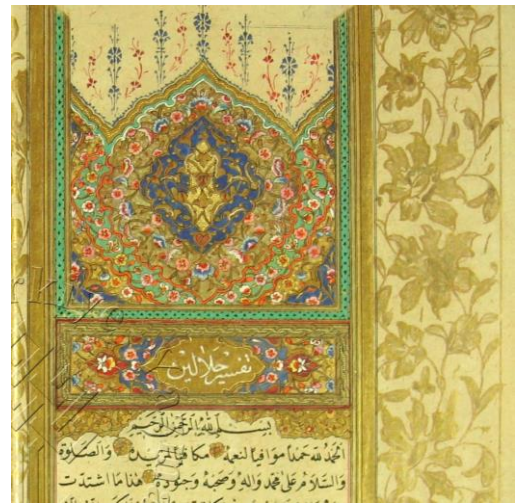 تفسير جلالين
بسم الله الرحمن الرحيم
الحمد لله حمدا موافيا لنعمه مكافيا لمزيده والصلوة
والسلام على محمد واله وصحبه وجنوده هذا ما اشتدت